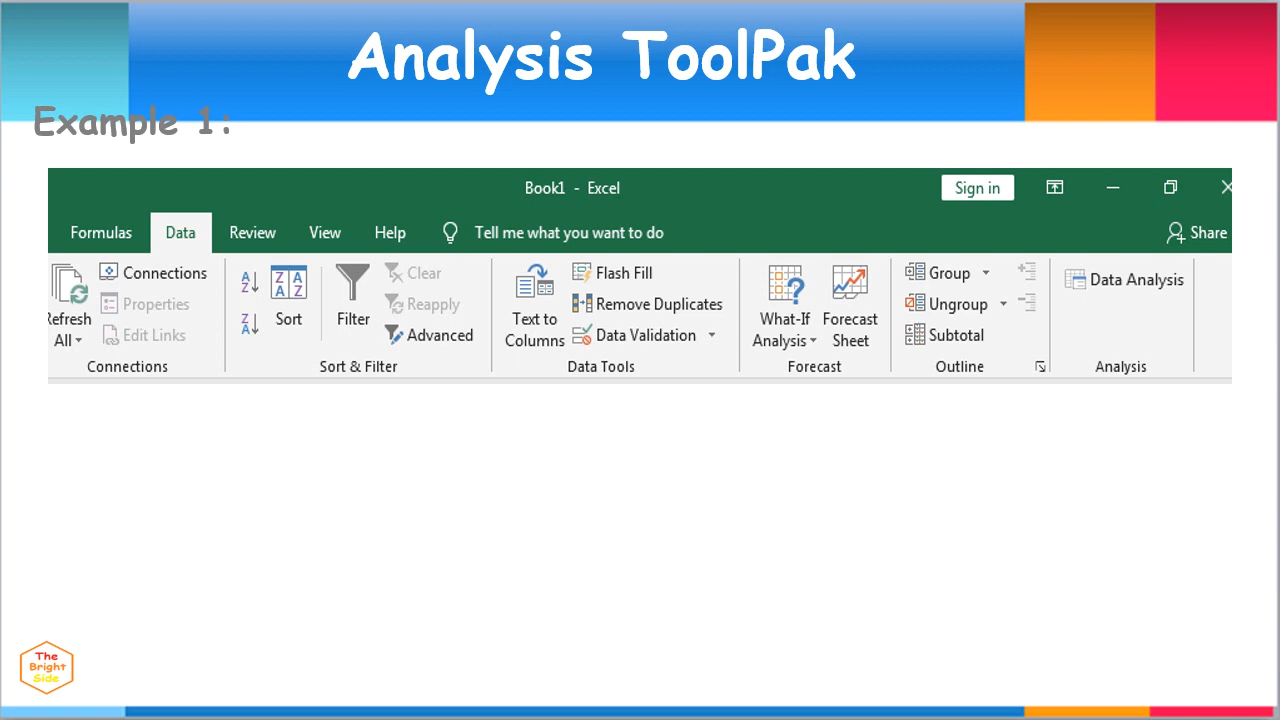 Analysis ToolPak
Example 1:
Book1 - Excel
Sign in
Formulas Data Review View Help Tell me what you want to do Share
Refresh All
Connections
Properties
Edit Links
Connections
A Z
Z A
Z A A Z
Sort
Filter
Clear
Reapply
Advanced
Sort & Filter
Text to
Columns
Flash Fill
Remove Duplicates
Data Validation
Data Tools
What-If
Analysis
Forecast
Sheet
Forecast
Group
Ungroup
Subtotal
Outline
Data Analysis
Analysis
The
Bright
Side